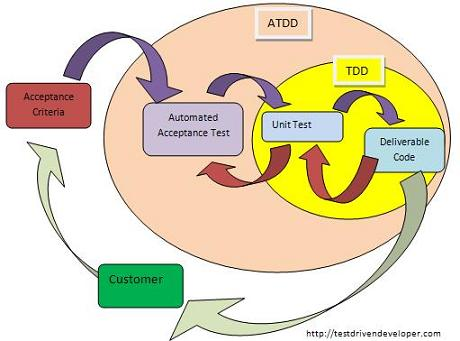 ATDD
TDD
Acceptance
Criteria
Automated
Acceptance Test
Unit Test
Deliverable
Code
Customer
http://testdrivendeveloper.com